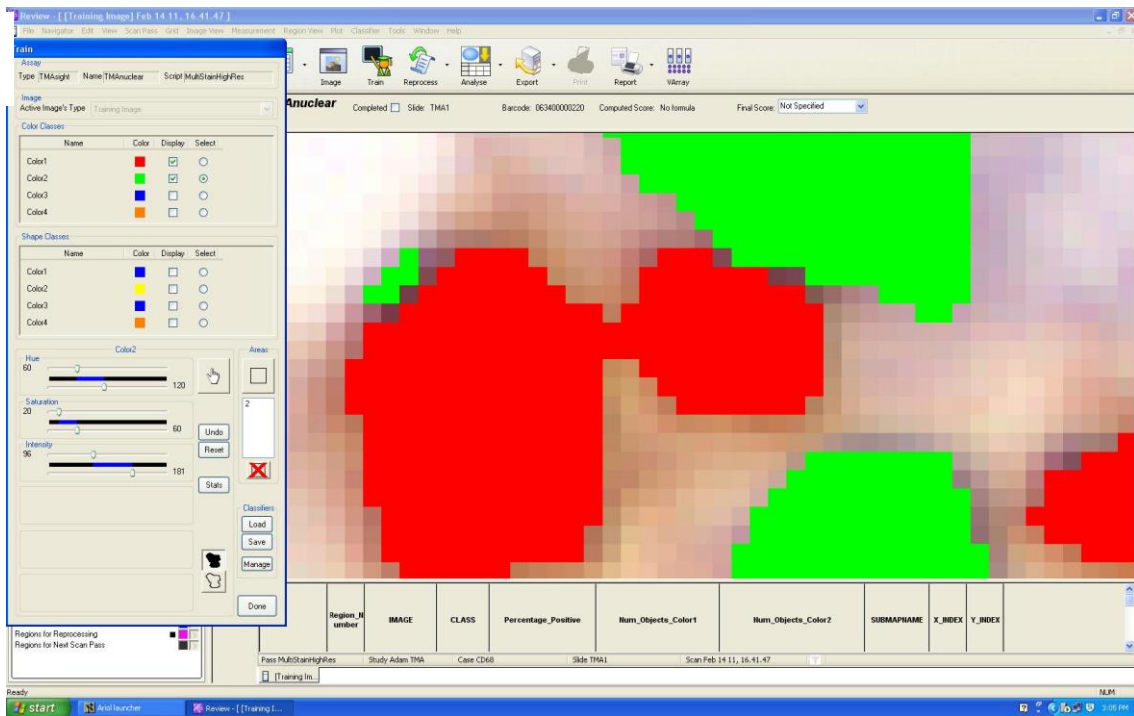 Review - [ [Training Image] Feb 14 11, 16.41.47 ]
File Navigator Edit View Scan Pass Grid Image View Measurement Region View Plot Classifier Tools Window Help
Train
Assay
Type TMAsight Name TMAnuclear Script MultiStainHighRes
Image
Active Image's Type Training Image
Image Train Reprocess Analyse Export Print Report VArray
Anuclear Completed Slide: TMA1 Barcode: 063400000220 Computed Score: No formula Final Score: Not Specified
Color Classes
Name Color Display Select
Color1
Color2
Color3
Color4
Shape Classes
Name Color Display Select
Color1
Color2
Color3
Color4
Color2
Hue
60
120
Saturation
20
60
Intensity
96
181
Areas
2
Undo
Reset
Stats
Classifiers
Load
Save
Manage
Done
Region_Number IMAGE CLASS Percentage_Positive Num_Objects_Color1 Num_Objects_Color2 SUBMAPNAME X_INDEX Y_INDEX
Regions for Reprocessing
Regions for Next Scan Pass
Pass MultiStainHighRes Study Adam TMA Case CD68 Slide TMA1 Scan Feb 14 11, 16.41.47
[Training Im...
Ready NUM
start Ariol launcher Review - [ [Training I... 3:05 PM